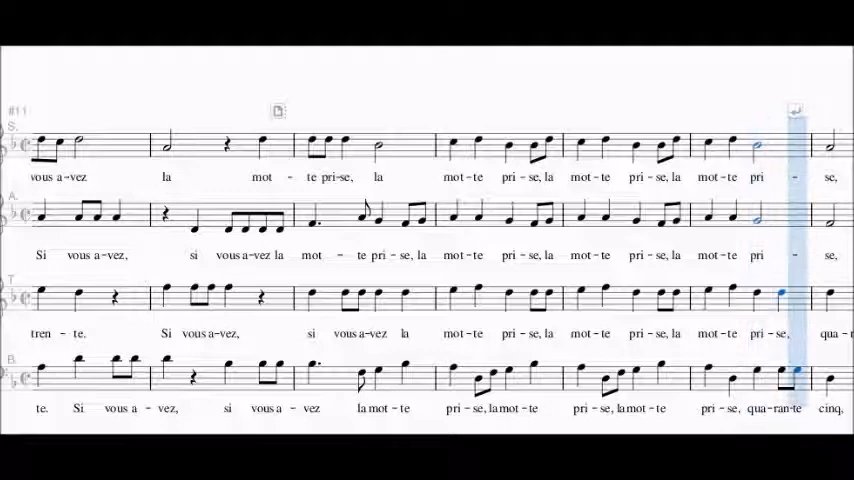 #11
S.
vous a-vez la mot - te pri-se, la mot-te pri-se, la mot-te pri-se, la mot-te pri - se,
A.
Si vous a-vez, si vous a-vez la mot - te pri - se, la mot-te pri-se, la mot-te pri-se, la mot-te pri - se,
T
tren - te. Si vous a-vez, si vous a-vez la mot-te pri-se, la mot-te pri-se, la mot-te pri-se,
B.
te. Si vous a - vez, si vous a - vez la mot - te pri-se, la mot-te pri-se, la mot-te pri-se, qua-ran-te cinq,